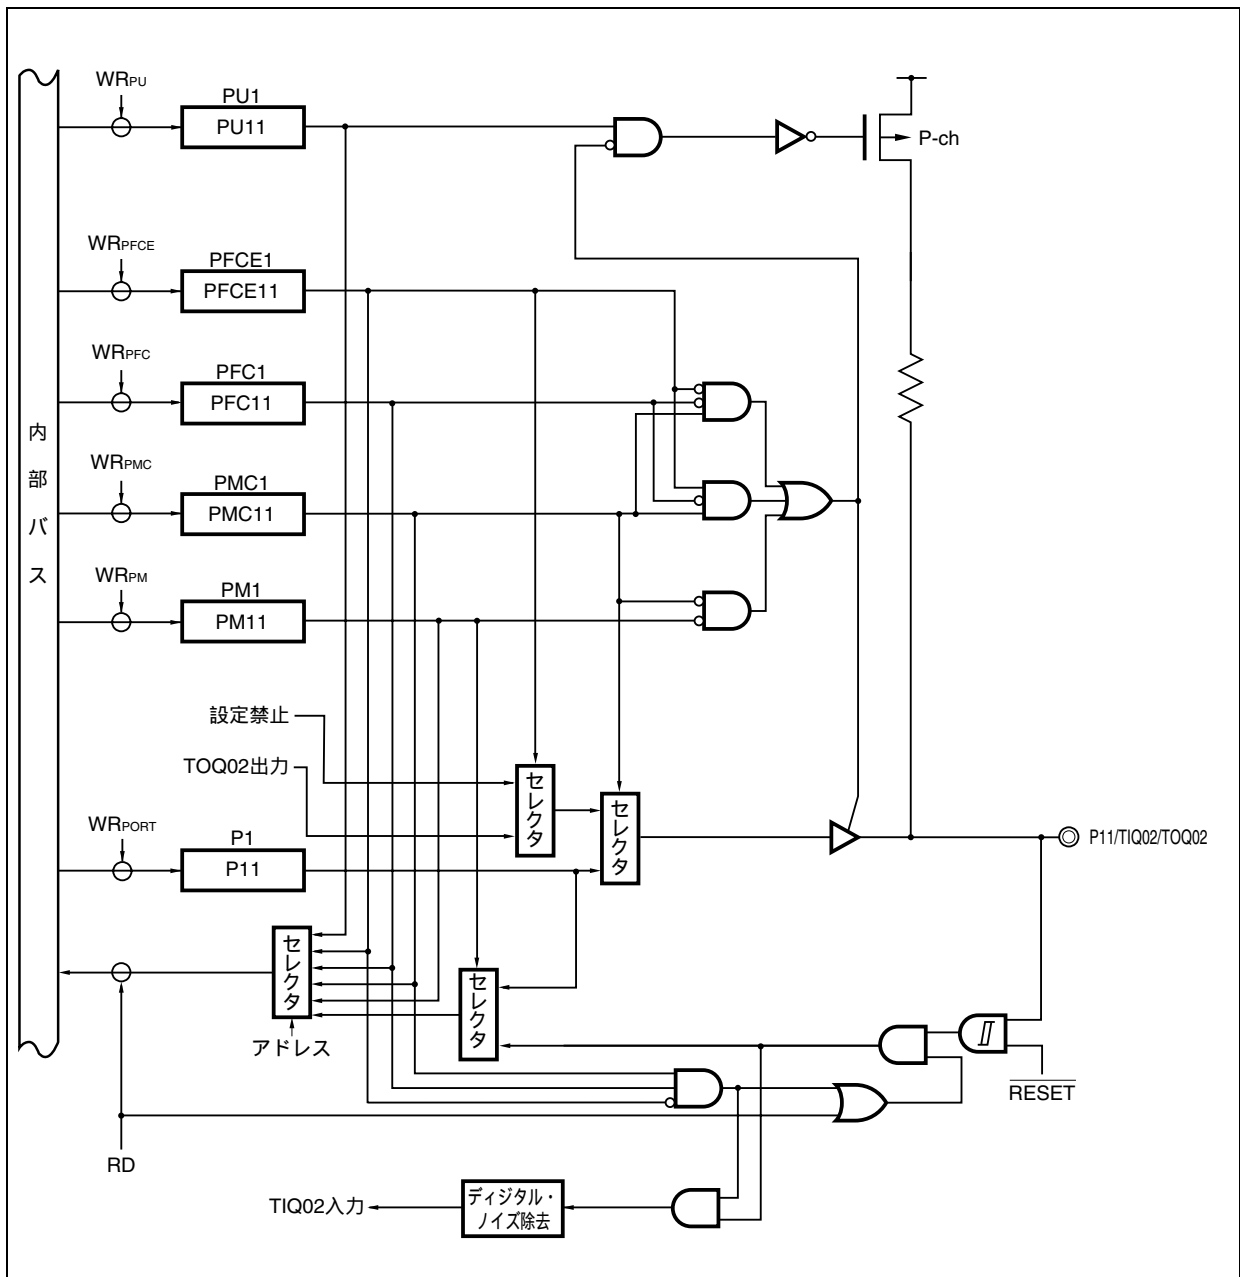 WRPU
PU1
PU11
P-ch
WRPFCE
PFCE1
PFCE11
WRPFC
PFC1
PFC11
内部バス
WRPMC
PMC1
PMC11
WRPM
PM1
PM11
設定禁止
TOQ02出力
セレクタ
セレクタ
WRPORT
P1
P11
P11/TIQ02/TOQ02
セレクタ
セレクタ
アドレス
RESET
RD
TIQ02入力
ディジタル・
ノイズ除去